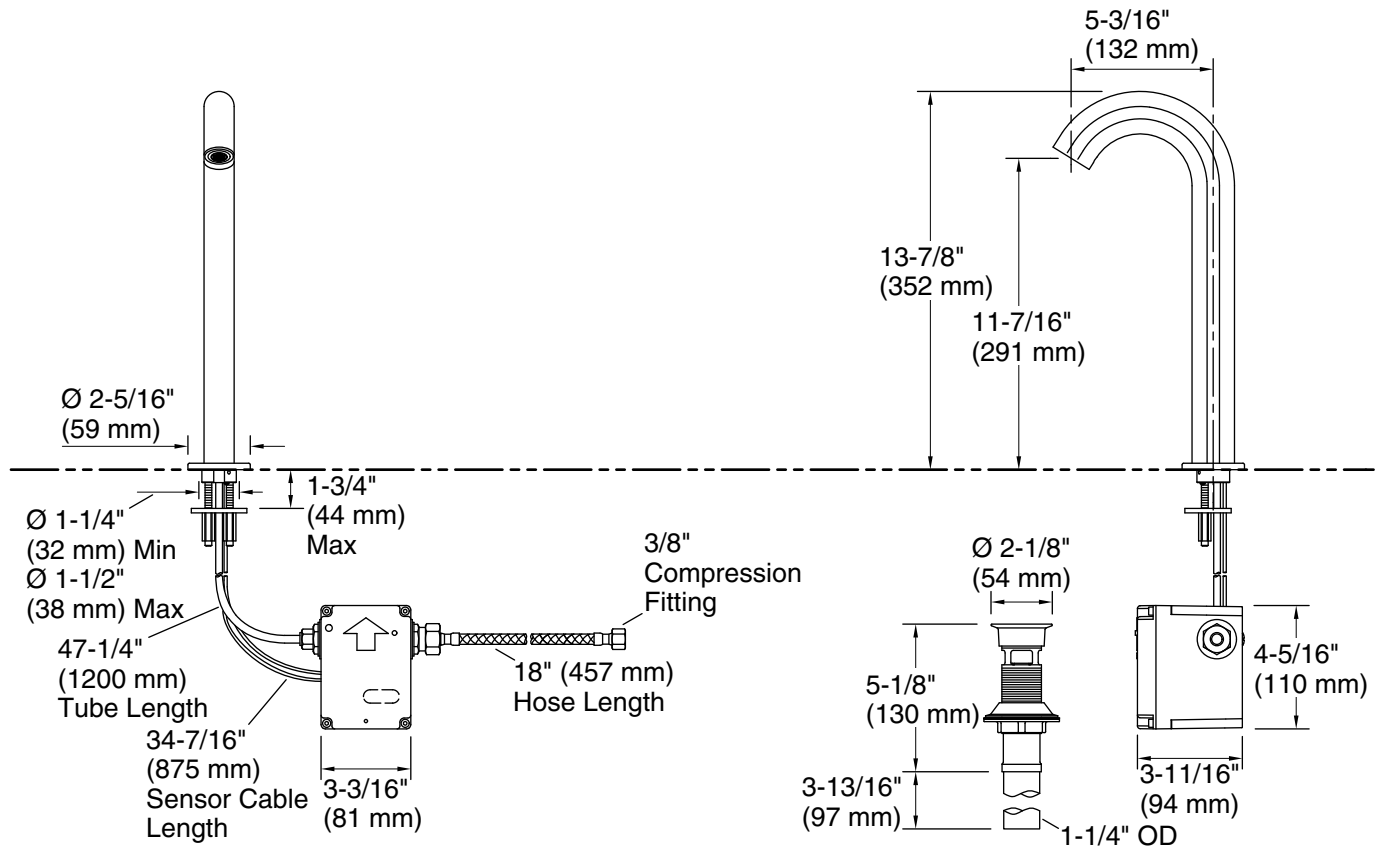 5-3/16"
(132 mm)
13-7/8"
(352 mm)
11-7/16"
(291 mm)
Ø 2-5/16"
(59 mm)
1-3/4"
(44 mm)
Max
Ø 1-1/4"
(32 mm) Min
Ø 1-1/2"
(38 mm) Max
47-1/4"
(1200 mm)
Tube Length
34-7/16"
(875 mm)
Sensor Cable
Length
3-3/16"
(81 mm)
3/8"
Compression
Fitting
18" (457 mm)
Hose Length
Ø 2-1/8"
(54 mm)
5-1/8"
(130 mm)
3-13/16"
(97 mm)
1-1/4" OD
4-5/16"
(110 mm)
3-11/16"
(94 mm)